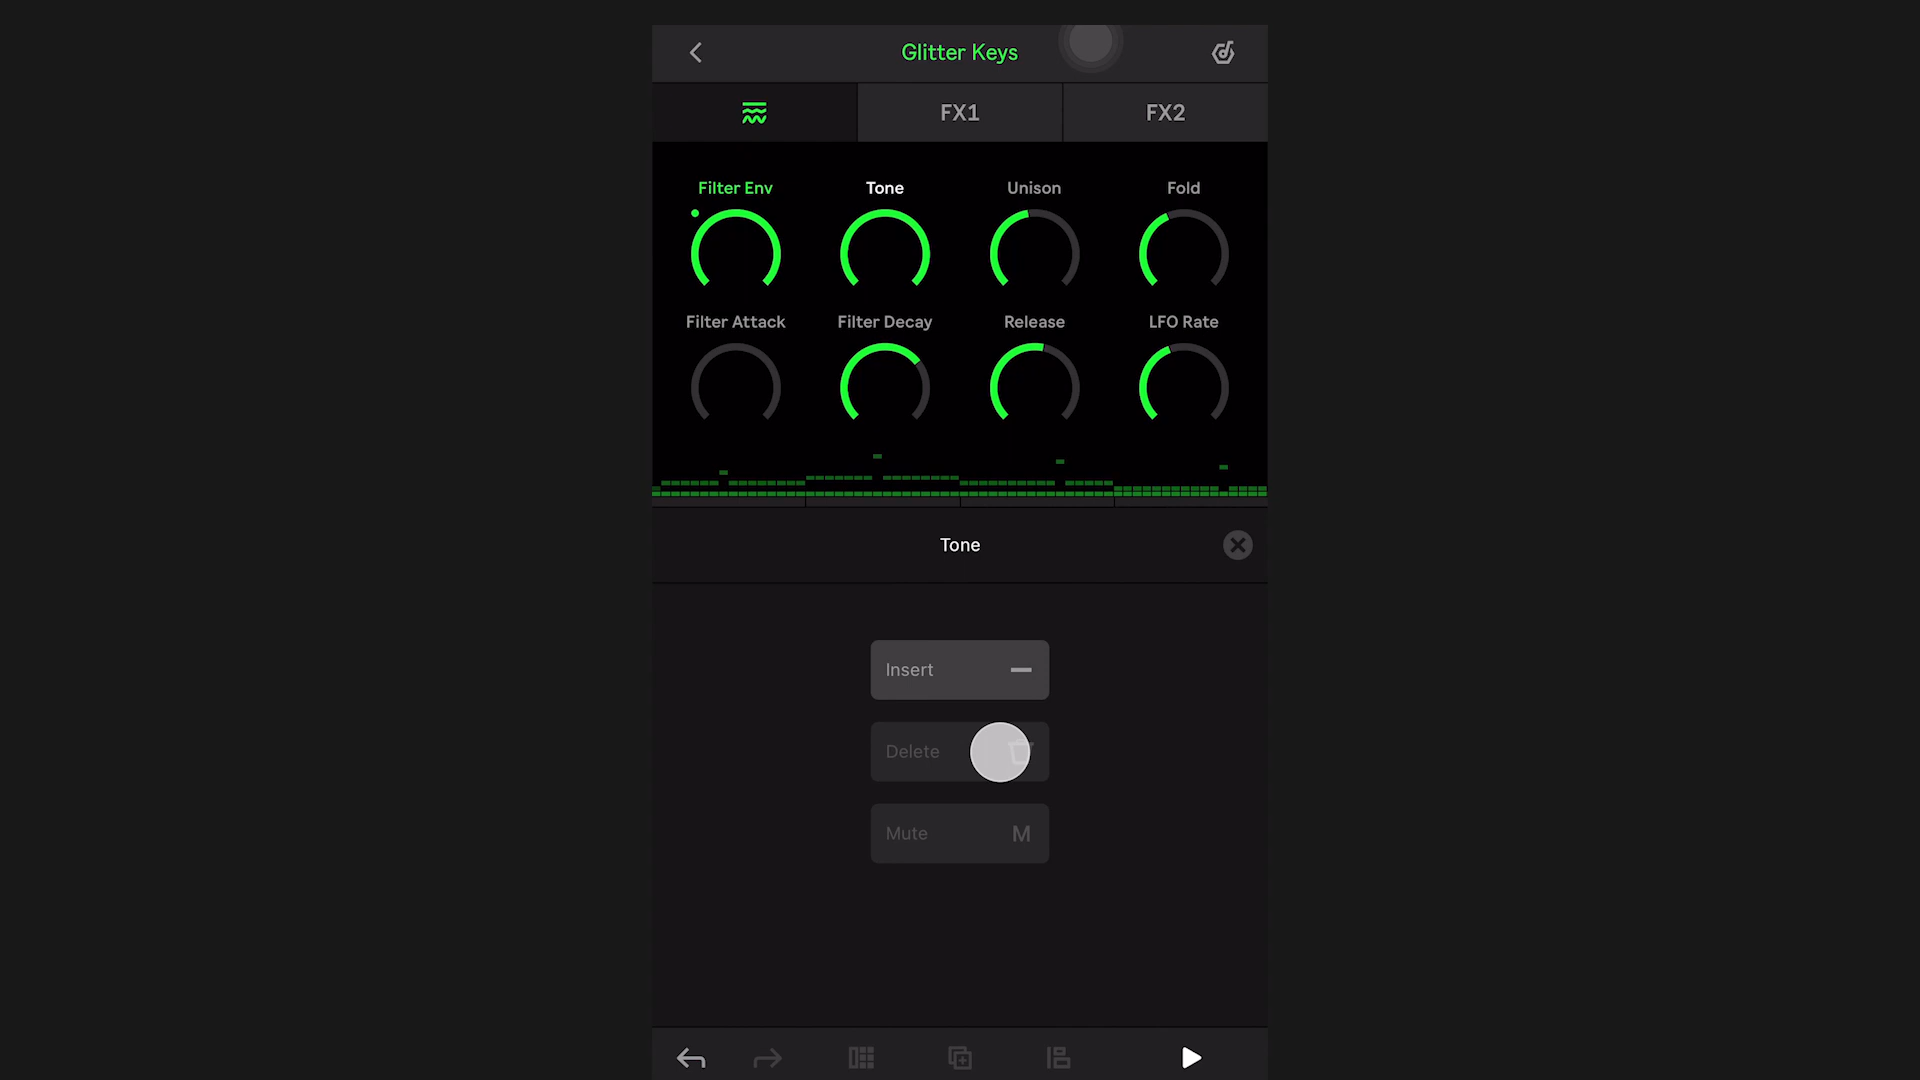 Glitter Keys
FX1 FX2
Filter Env Tone Unison Fold
Filter Attack Filter Decay Release LFO Rate
Tone
Insert
Delete
Mute M